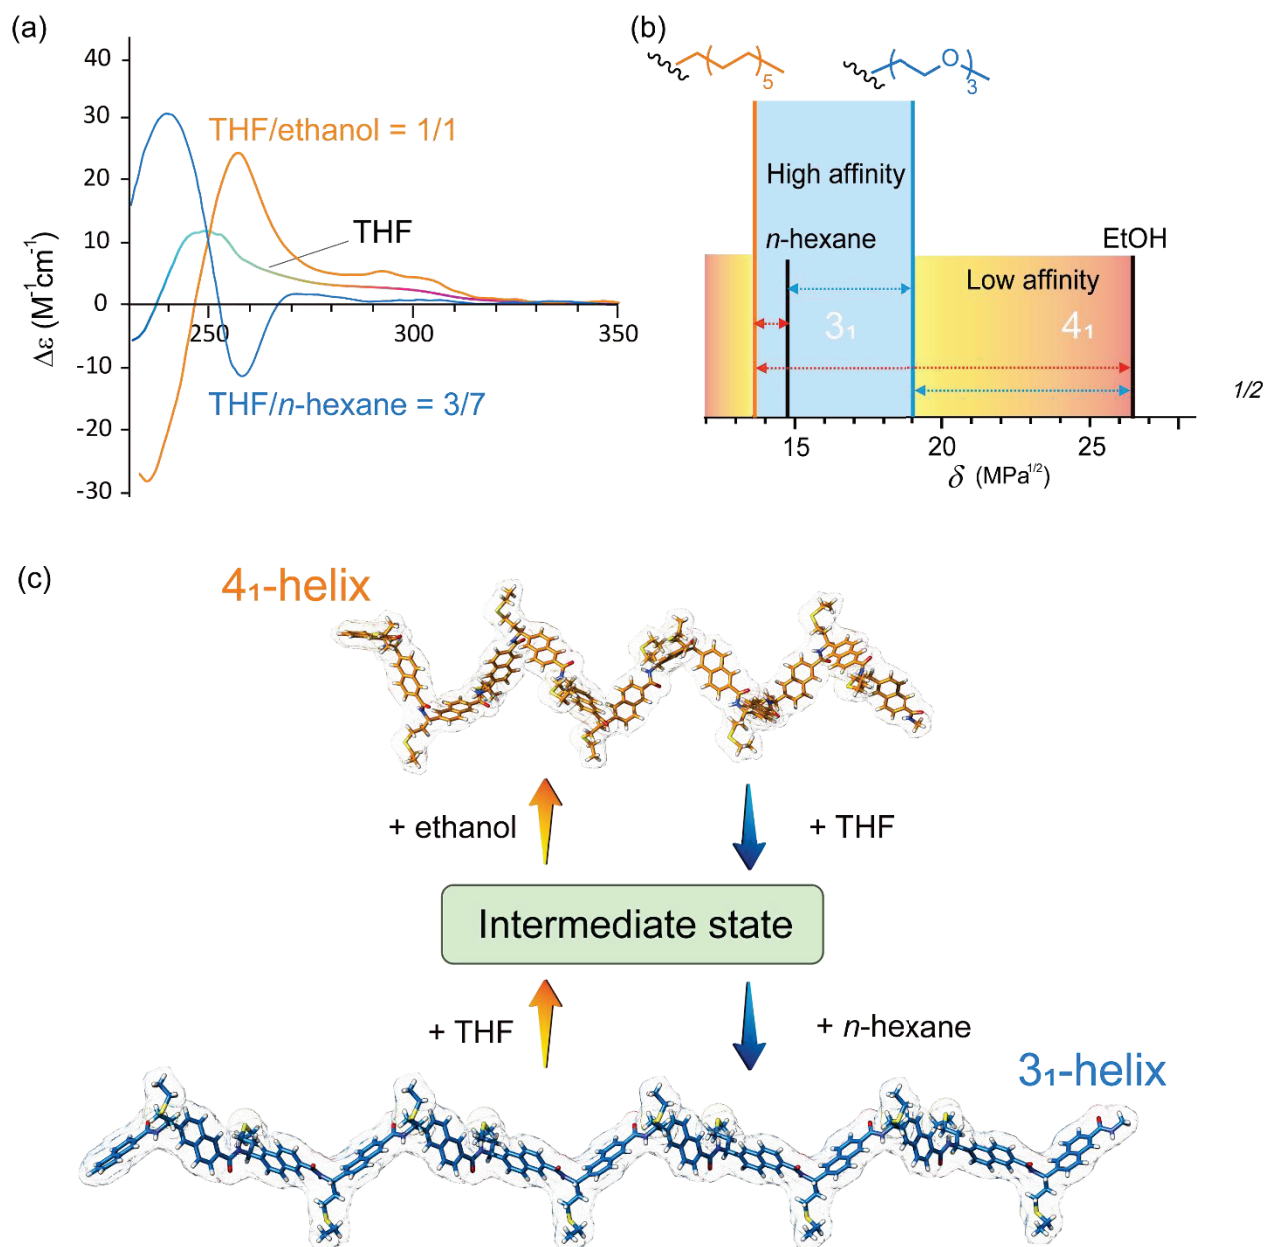 (a)
40
30
20
10
0
-10
-20
-30
Δε (M⁻¹cm⁻¹)
THF/ethanol = 1/1
THF
250
300
350
THF/n-hexane = 3/7
(b)
5
O
3
High affinity
n-hexane
EtOH
Low affinity
3₁
4₁
1/2
15
20
25
δ (MPa¹ᐟ²)
(c)
4₁-helix
+ ethanol
+ THF
Intermediate state
+ THF
+ n-hexane
3₁-helix